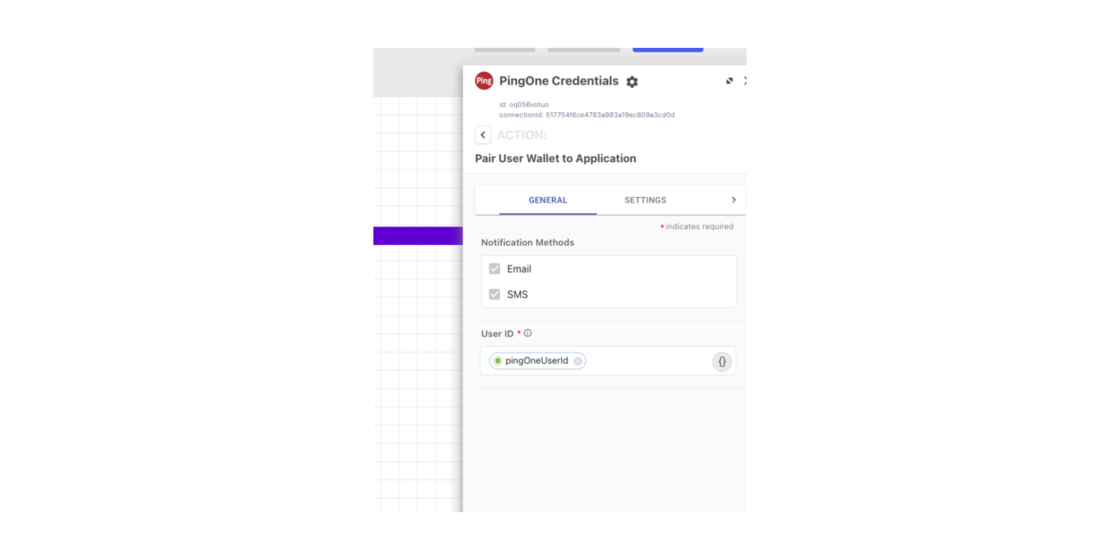 Ping PingOne Credentials
id: oq056votuo
connectionId: 517754f6ce4783a983a19ec809a3cd0d
ACTION:
Pair User Wallet to Application
GENERAL SETTINGS
* indicates required
Notification Methods
Email
SMS
User ID *
pingOneUserId {}